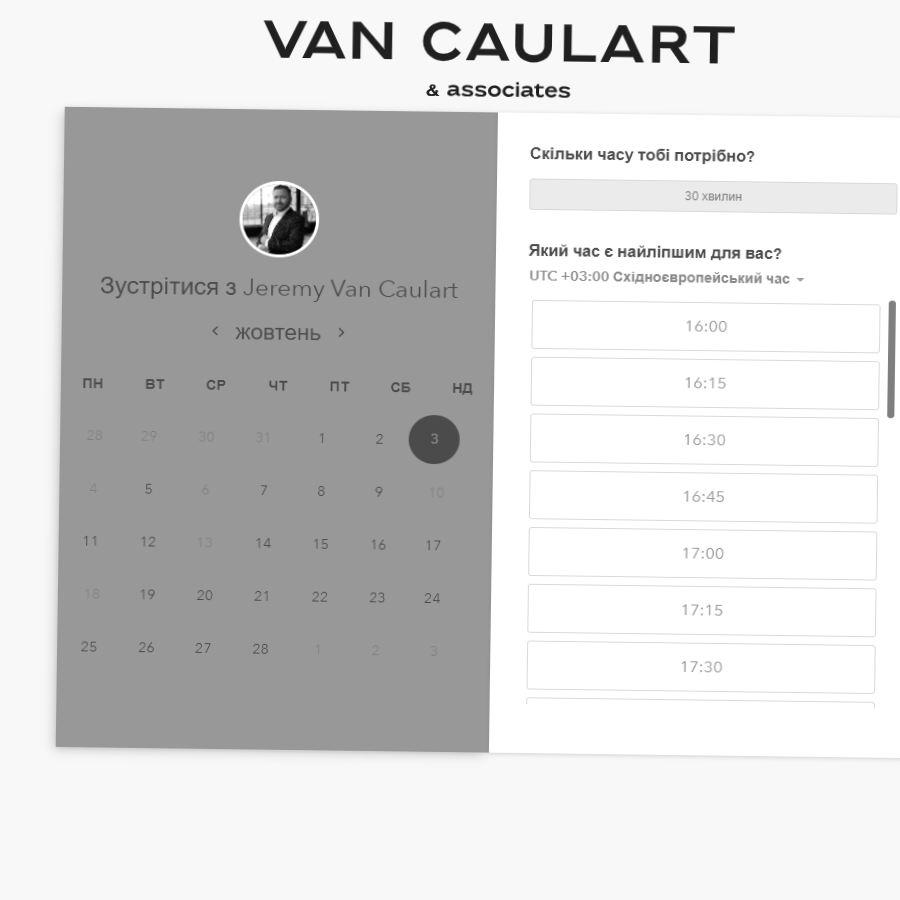 VAN CAULART
& associates
Зустрітися з Jeremy Van Caulart
жовтень
ПН ВТ СР ЧТ ПТ СБ НД
28 29 30 31 1 2 3
4 5 6 7 8 9 10
11 12 13 14 15 16 17
18 19 20 21 22 23 24
25 26 27 28 1 2 3
Скільки часу тобі потрібно?
30 хвилин
Який час є найліпшим для вас?
UTC +03:00 Східноєвропейський час
16:00
16:15
16:30
16:45
17:00
17:15
17:30